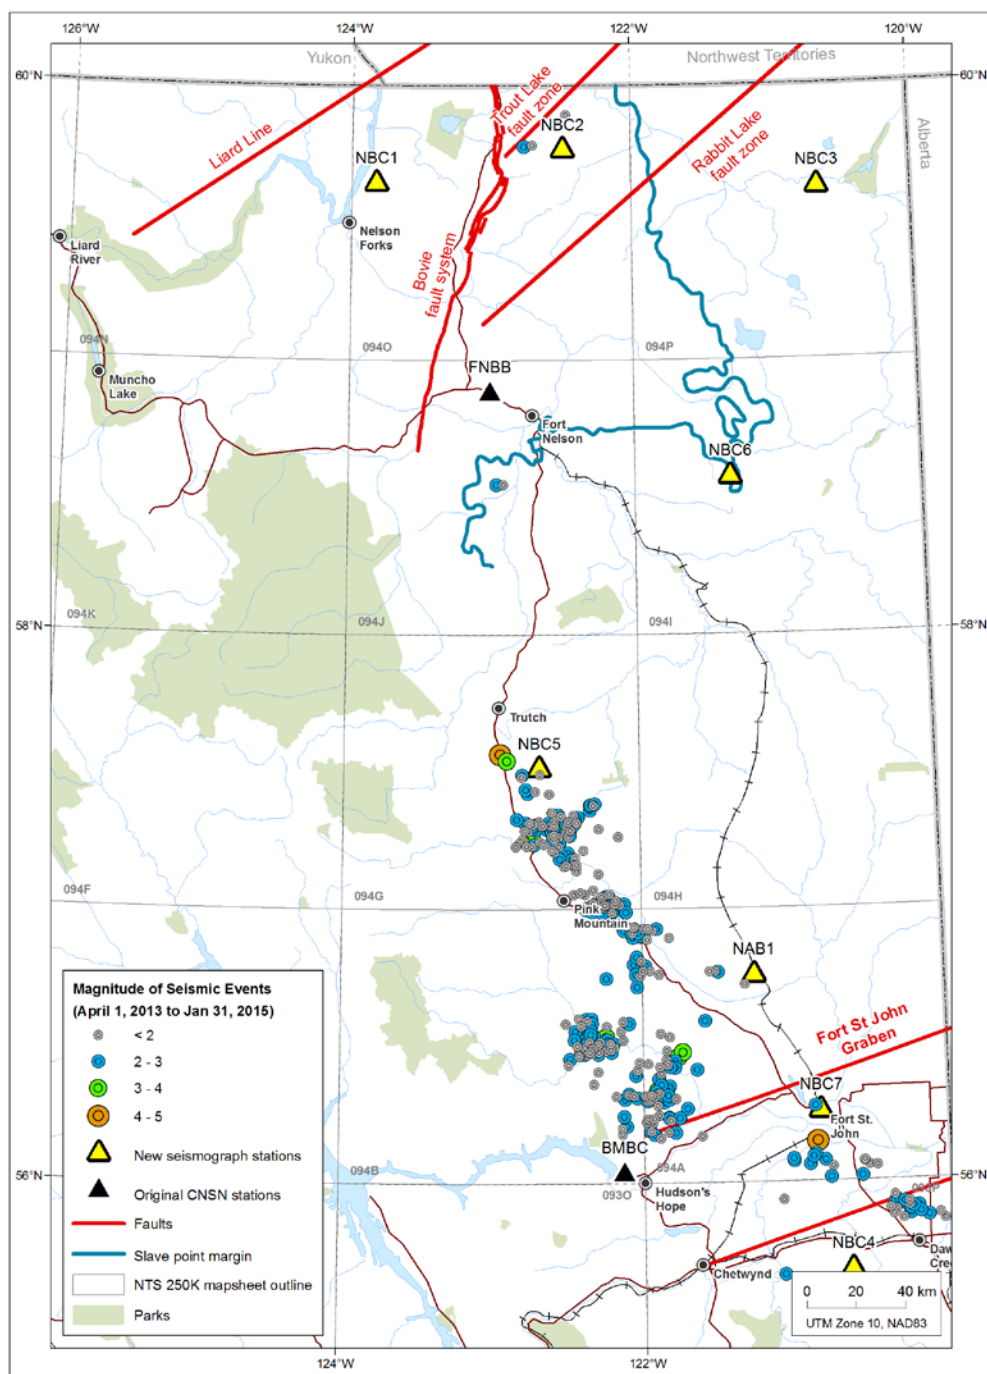 126°W
124°W
122°W
120°W
60°N
60°N
Yukon
Northwest Territories
Alberta
Liard Line
Trout Lake
fault zone
Rabbit Lake
fault zone
NBC1
NBC2
NBC3
Nelson
Forks
Liard
River
Bovie
fault system
094N
094O
094P
Muncho
Lake
FNBB
Fort
Nelson
NBC6
094K
094J
094I
58°N
58°N
Trutch
NBC5
094F
094G
094H
Pink
Mountain
NAB1
Fort St John
Graben
NBC7
Fort St.
John
BMBC
094B
094A
093O
Hudson's
Hope
56°N
56°N
NBC4
Chetwynd
Magnitude of Seismic Events
(April 1, 2013 to Jan 31, 2015)
< 2
2 - 3
3 - 4
4 - 5
New seismograph stations
Original CNSN stations
Faults
Slave point margin
NTS 250K mapsheet outline
Parks
Daw
Cre
0 20 40 km
UTM Zone 10, NAD83
124°W
122°W